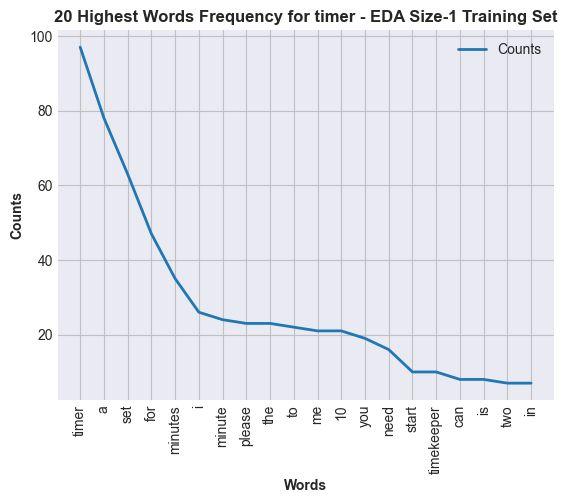 20 Highest Words Frequency for timer - EDA Size-1 Training Set
Counts
100
80
60
40
20
Counts
timer
a
set
for
minutes
i
minute
please
the
to
me
10
you
need
start
timekeeper
can
is
two
in
Words